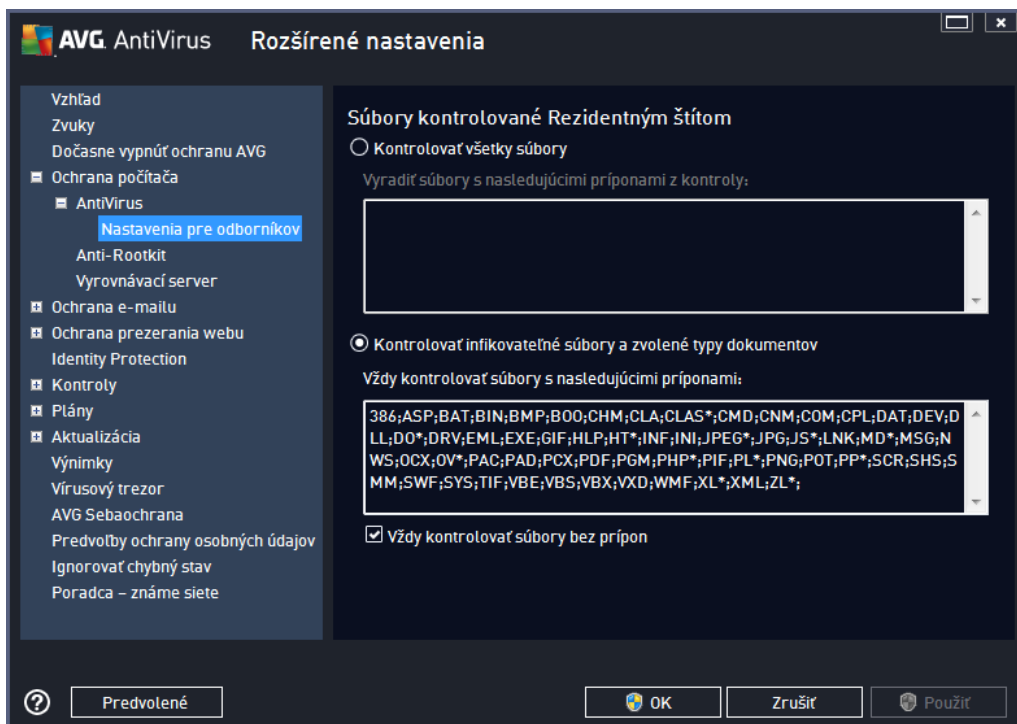 AVG AntiVirus Rozšírené nastavenia
Vzhľad
Zvuky
Dočasne vypnúť ochranu AVG
Ochrana počítača
AntiVirus
Nastavenia pre odborníkov
Anti-Rootkit
Vyrovnávací server
Ochrana e-mailu
Ochrana prezerania webu
Identity Protection
Kontroly
Plány
Aktualizácia
Výnimky
Vírusový trezor
AVG Sebaochrana
Predvoľby ochrany osobných údajov
Ignorovať chybný stav
Poradca – známe siete
Súbory kontrolované Rezidentným štítom
Kontrolovať všetky súbory
Vyradiť súbory s nasledujúcimi príponami z kontroly:
Kontrolovať infikovateľné súbory a zvolené typy dokumentov
Vždy kontrolovať súbory s nasledujúcimi príponami:
386;ASP;BAT;BIN;BMP;BOO;CHM;CLA;CLAS*;CMD;CNM;COM;CPL;DAT;DEV;D
LL;DO*;DRV;EML;EXE;GIF;HLP;HT*;INF;INI;JPEG*;JPG;JS*;LNK;MD*;MSG;N
WS;OCX;OV*;PAC;PAD;PCX;PDF;PGM;PHP*;PIF;PL*;PNG;POT;PP*;SCR;SHS;S
MM;SWF;SYS;TIF;VBE;VBS;VBX;VXD;WMF;XL*;XML;ZL*;
Vždy kontrolovať súbory bez prípon
Predvolené
OK
Zrušiť
Použiť